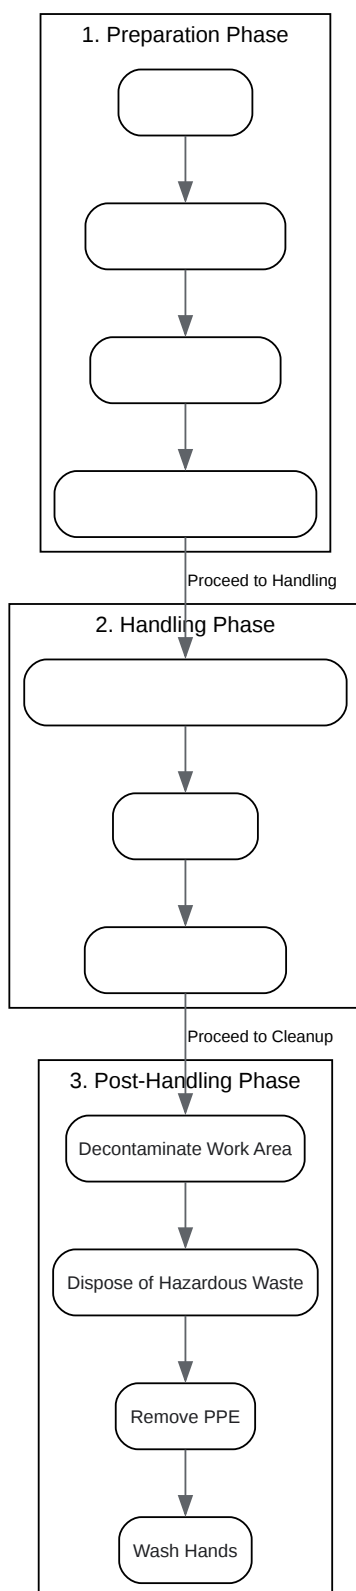 1. Preparation Phase
Proceed to Handling
2. Handling Phase
Proceed to Cleanup
3. Post-Handling Phase
Decontaminate Work Area
Dispose of Hazardous Waste
Remove PPE
Wash Hands